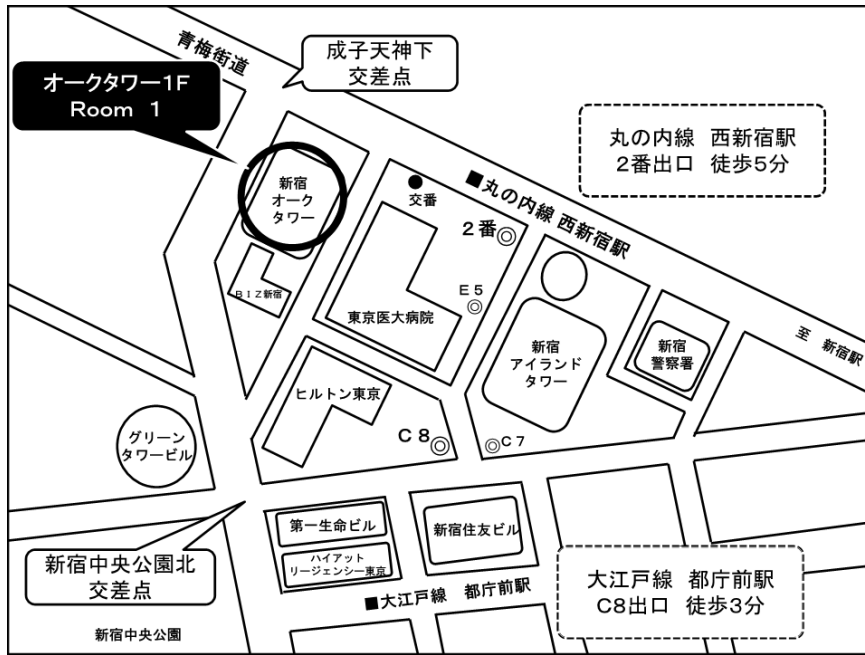 青梅街道
成子天神下
交差点
オークタワー1F
Room 1
丸の内線 西新宿駅
2番出口 徒歩5分
新宿
オーク
タワー
交番
■丸の内線 西新宿駅
2番
E5
BIZ新宿
東京医大病院
新宿
アイランド
タワー
新宿
警察署
至 新宿駅
ヒルトン東京
C8
C7
グリーン
タワービル
第一生命ビル
新宿住友ビル
ハイアット
リージェンシー東京
新宿中央公園北
交差点
■大江戸線 都庁前駅
大江戸線 都庁前駅
C8出口 徒歩3分
新宿中央公園